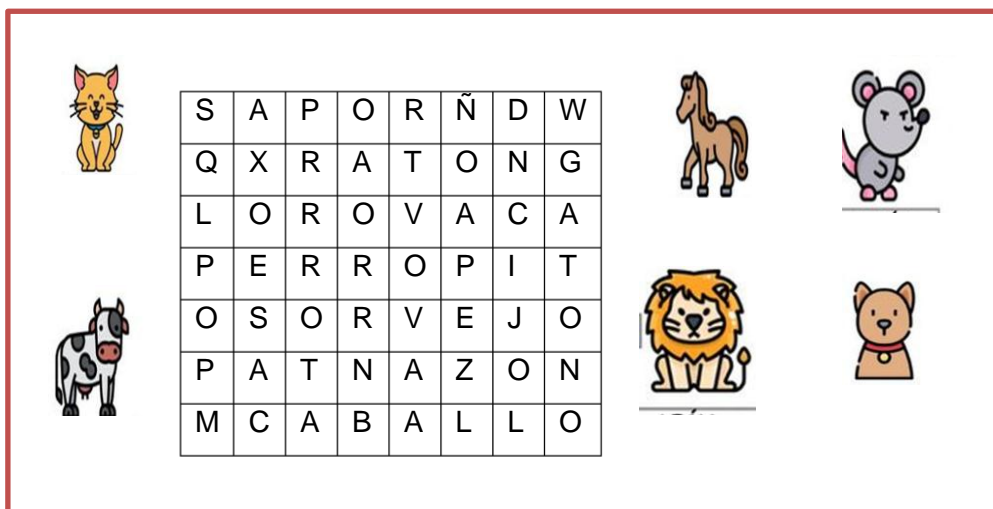 S A P O R Ñ D W
Q X R A T O N G
L O R O V A C A
P E R R O P I T
O S O R V E J O
P A T N A Z O N
M C A B A L L O